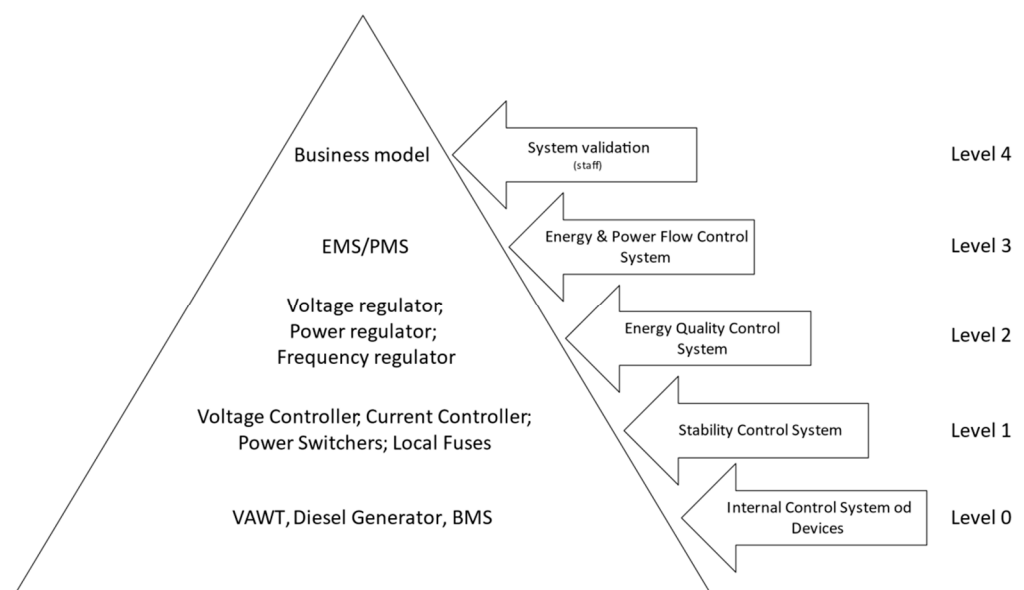 Business model
System validation
(staff)
Level 4
EMS/PMS
Energy & Power Flow Control
System
Level 3
Voltage regulator;
Power regulator;
Frequency regulator
Energy Quality Control
System
Level 2
Voltage Controller; Current Controller;
Power Switchers; Local Fuses
Stability Control System
Level 1
VAWT, Diesel Generator, BMS
Internal Control System od
Devices
Level 0